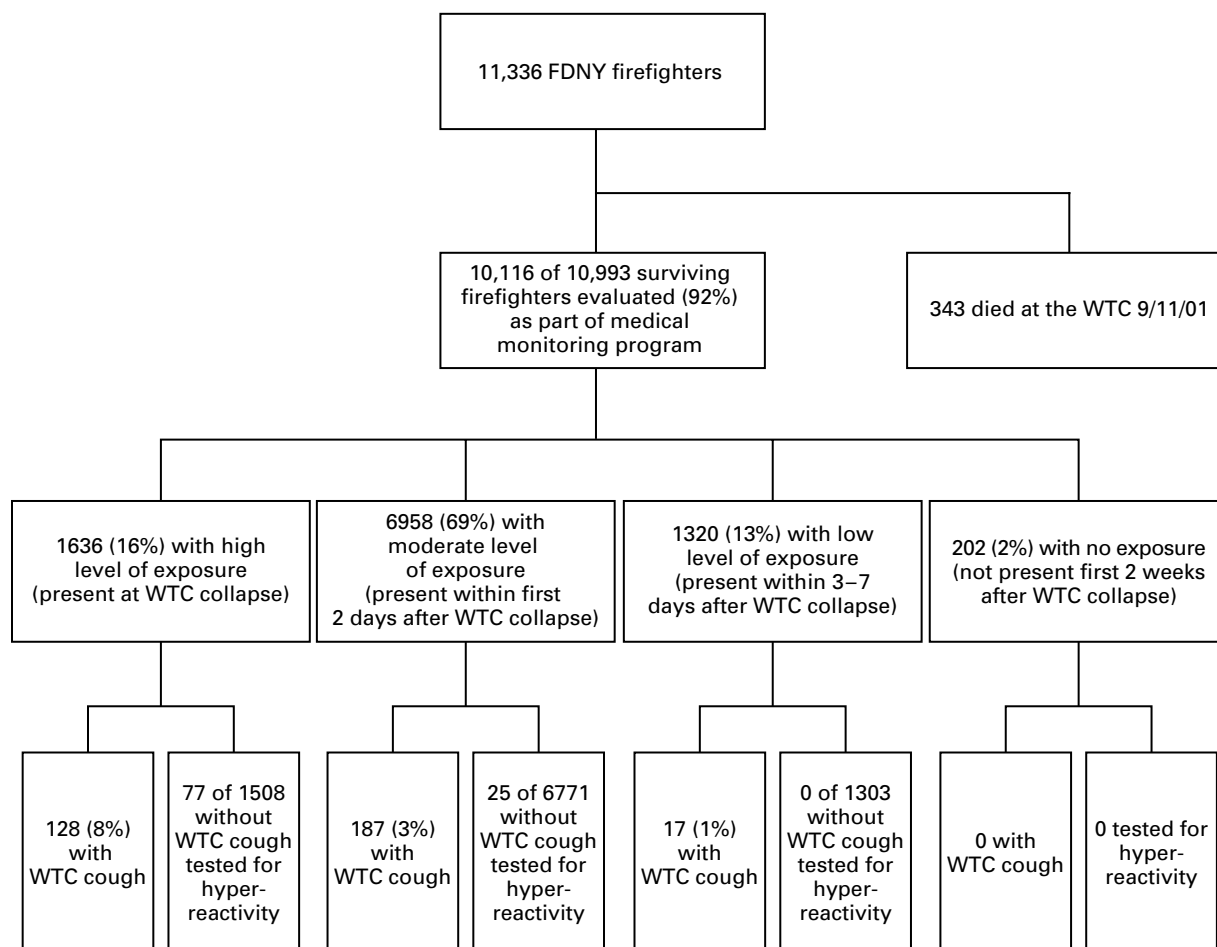 11,336 FDNY firefighters
10,116 of 10,993 surviving
firefighters evaluated (92%)
as part of medical
monitoring program
343 died at the WTC 9/11/01
1636 (16%) with high
level of exposure
(present at WTC collapse)
6958 (69%) with
moderate level
of exposure
(present within first
2 days after WTC collapse)
1320 (13%) with low
level of exposure
(present within 3–7
days after WTC collapse)
202 (2%) with no exposure
(not present first 2 weeks
after WTC collapse)
128 (8%)
with
WTC cough
77 of 1508
without
WTC cough
tested for
hyper-
reactivity
187 (3%)
with
WTC cough
25 of 6771
without
WTC cough
tested for
hyper-
reactivity
17 (1%)
with
WTC cough
0 of 1303
without
WTC cough
tested for
hyper-
reactivity
0 with
WTC cough
0 tested for
hyper-
reactivity